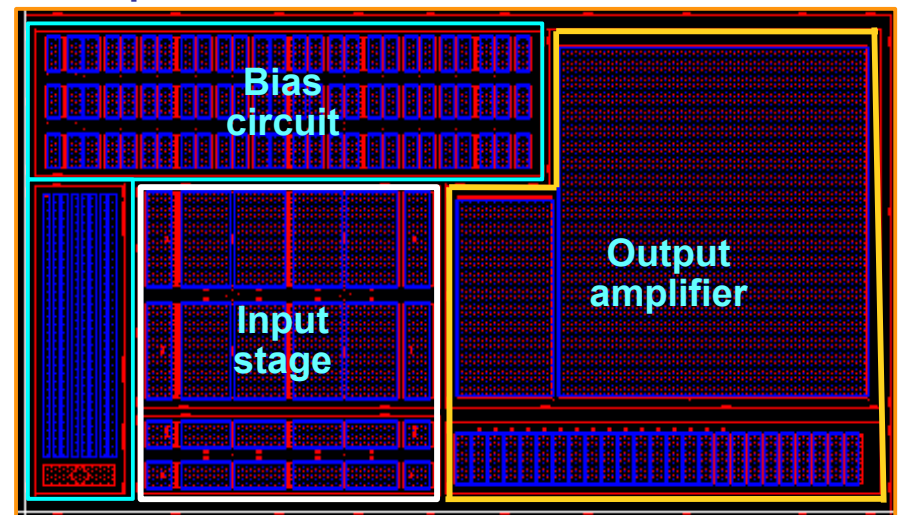 Bias
circuit
Input
stage
Output
amplifier